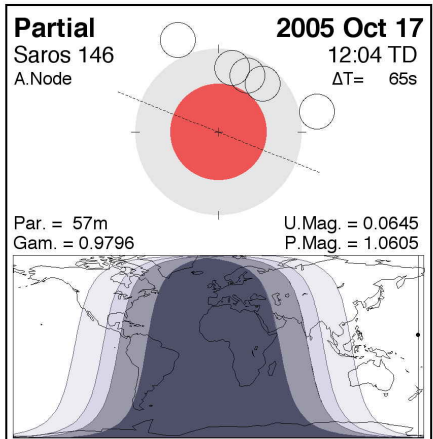 Partial 2005 Oct 17
Saros 146 12:04 TD
A.Node ΔT= 65s
Par. = 57m U.Mag. = 0.0645
Gam. = 0.9796 P.Mag. = 1.0605